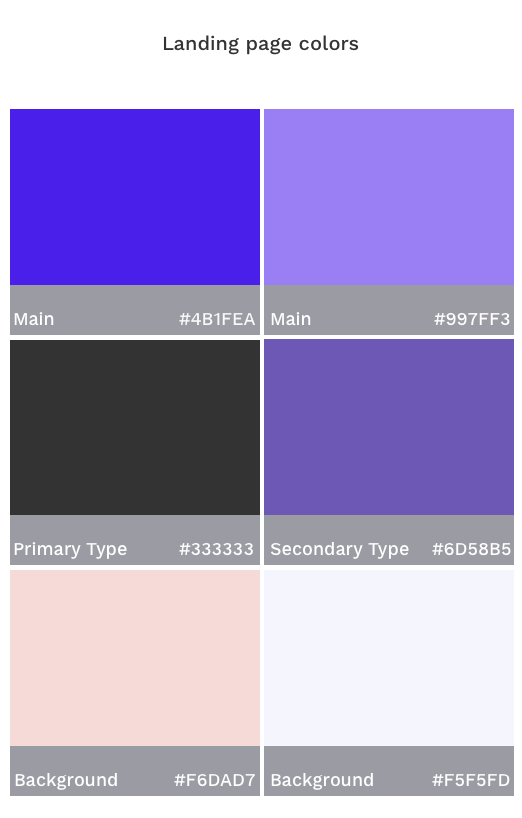 Landing page colors
Main #4B1FEA
Main #997FF3
Primary Type #333333
Secondary Type #6D58B5
Background #F6DAD7
Background #F5F5FD